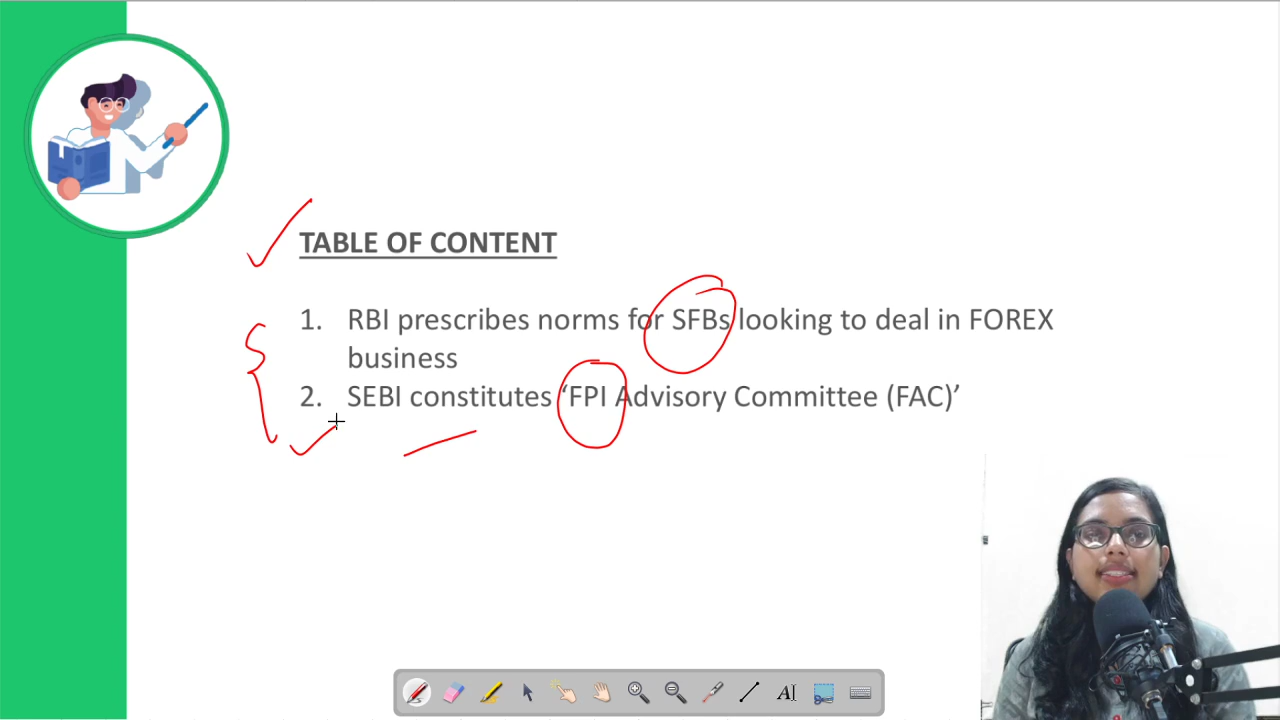 TABLE OF CONTENT
1. RBI prescribes norms for SFBs looking to deal in FOREX
business
2. SEBI constitutes ‘FPI Advisory Committee (FAC)’